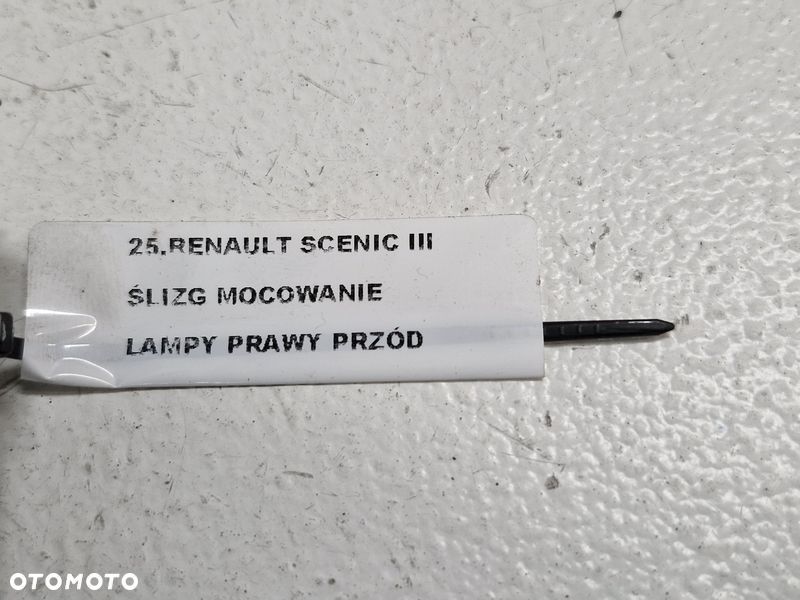 25.RENAULT SCENIC III
ŚLIZG MOCOWANIE
LAMPY PRAWY PRZÓD
OTOMOTO